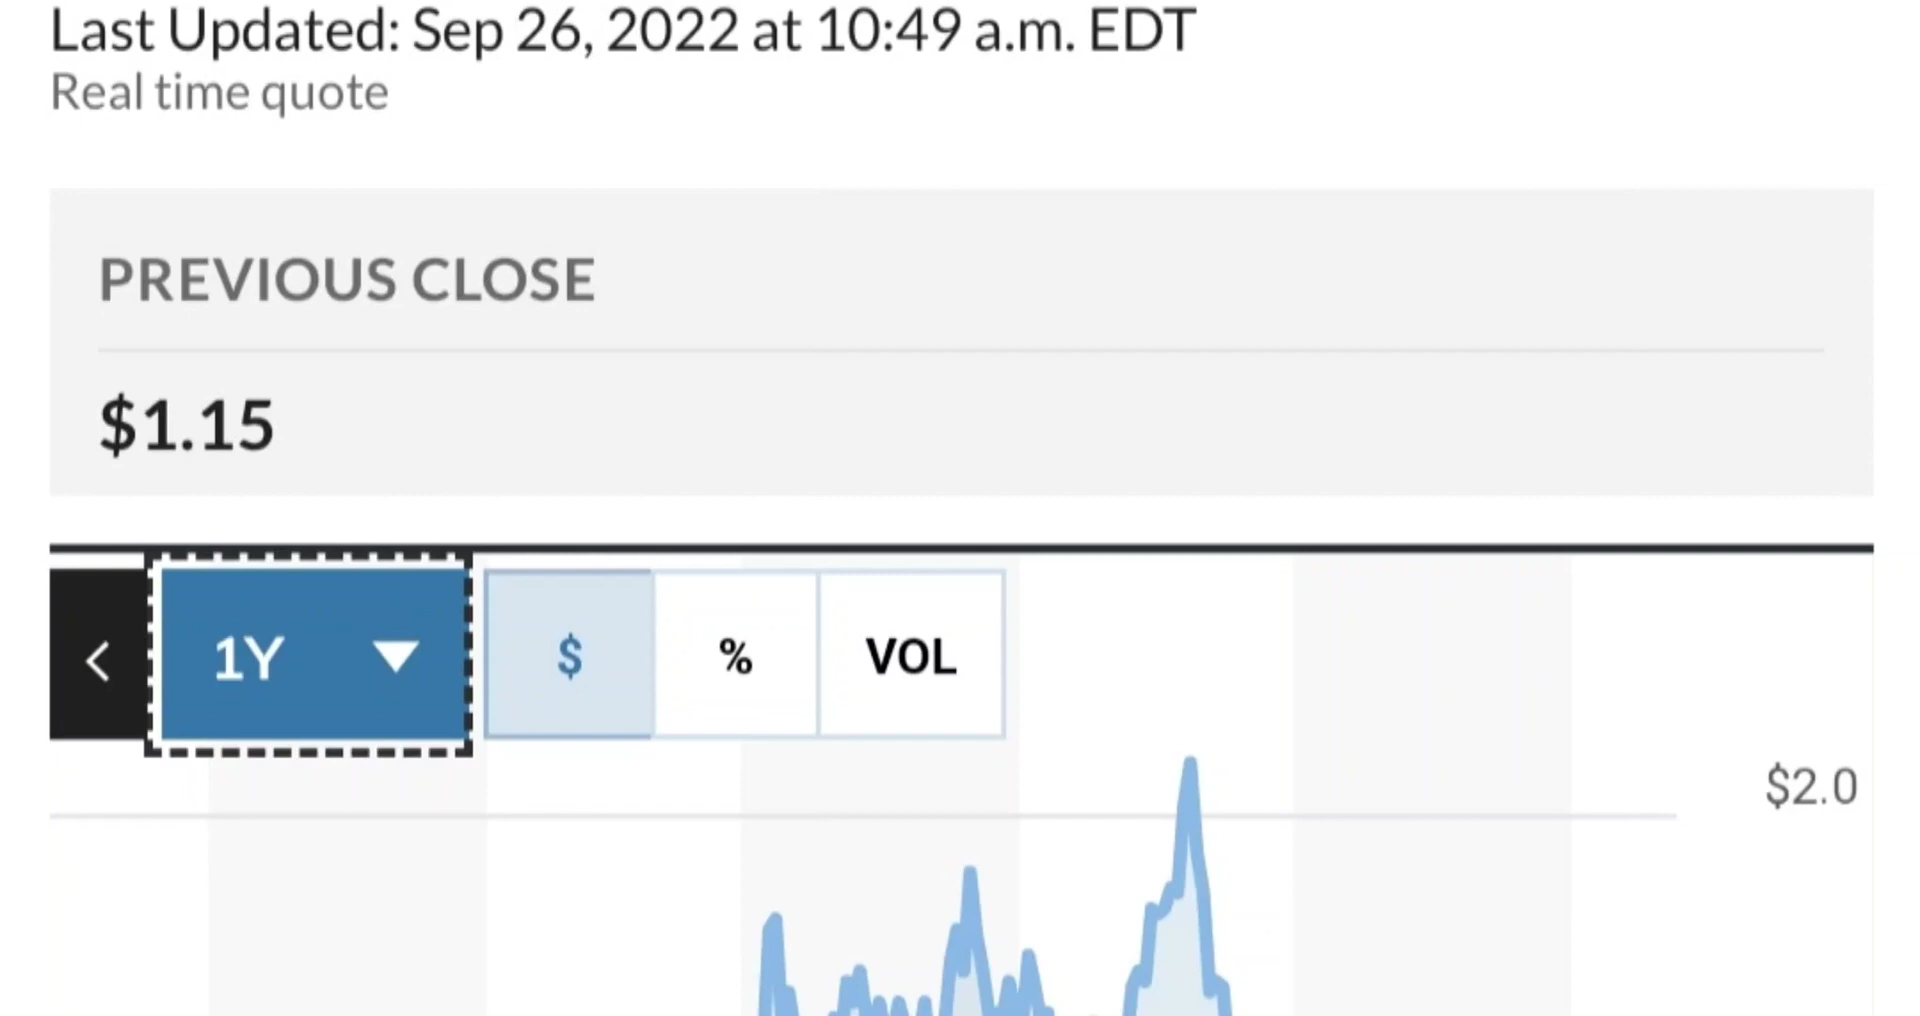 Last Updated: Sep 26, 2022 at 10:49 a.m. EDT
Real time quote
PREVIOUS CLOSE
$1.15
1Y $ % VOL
$2.0